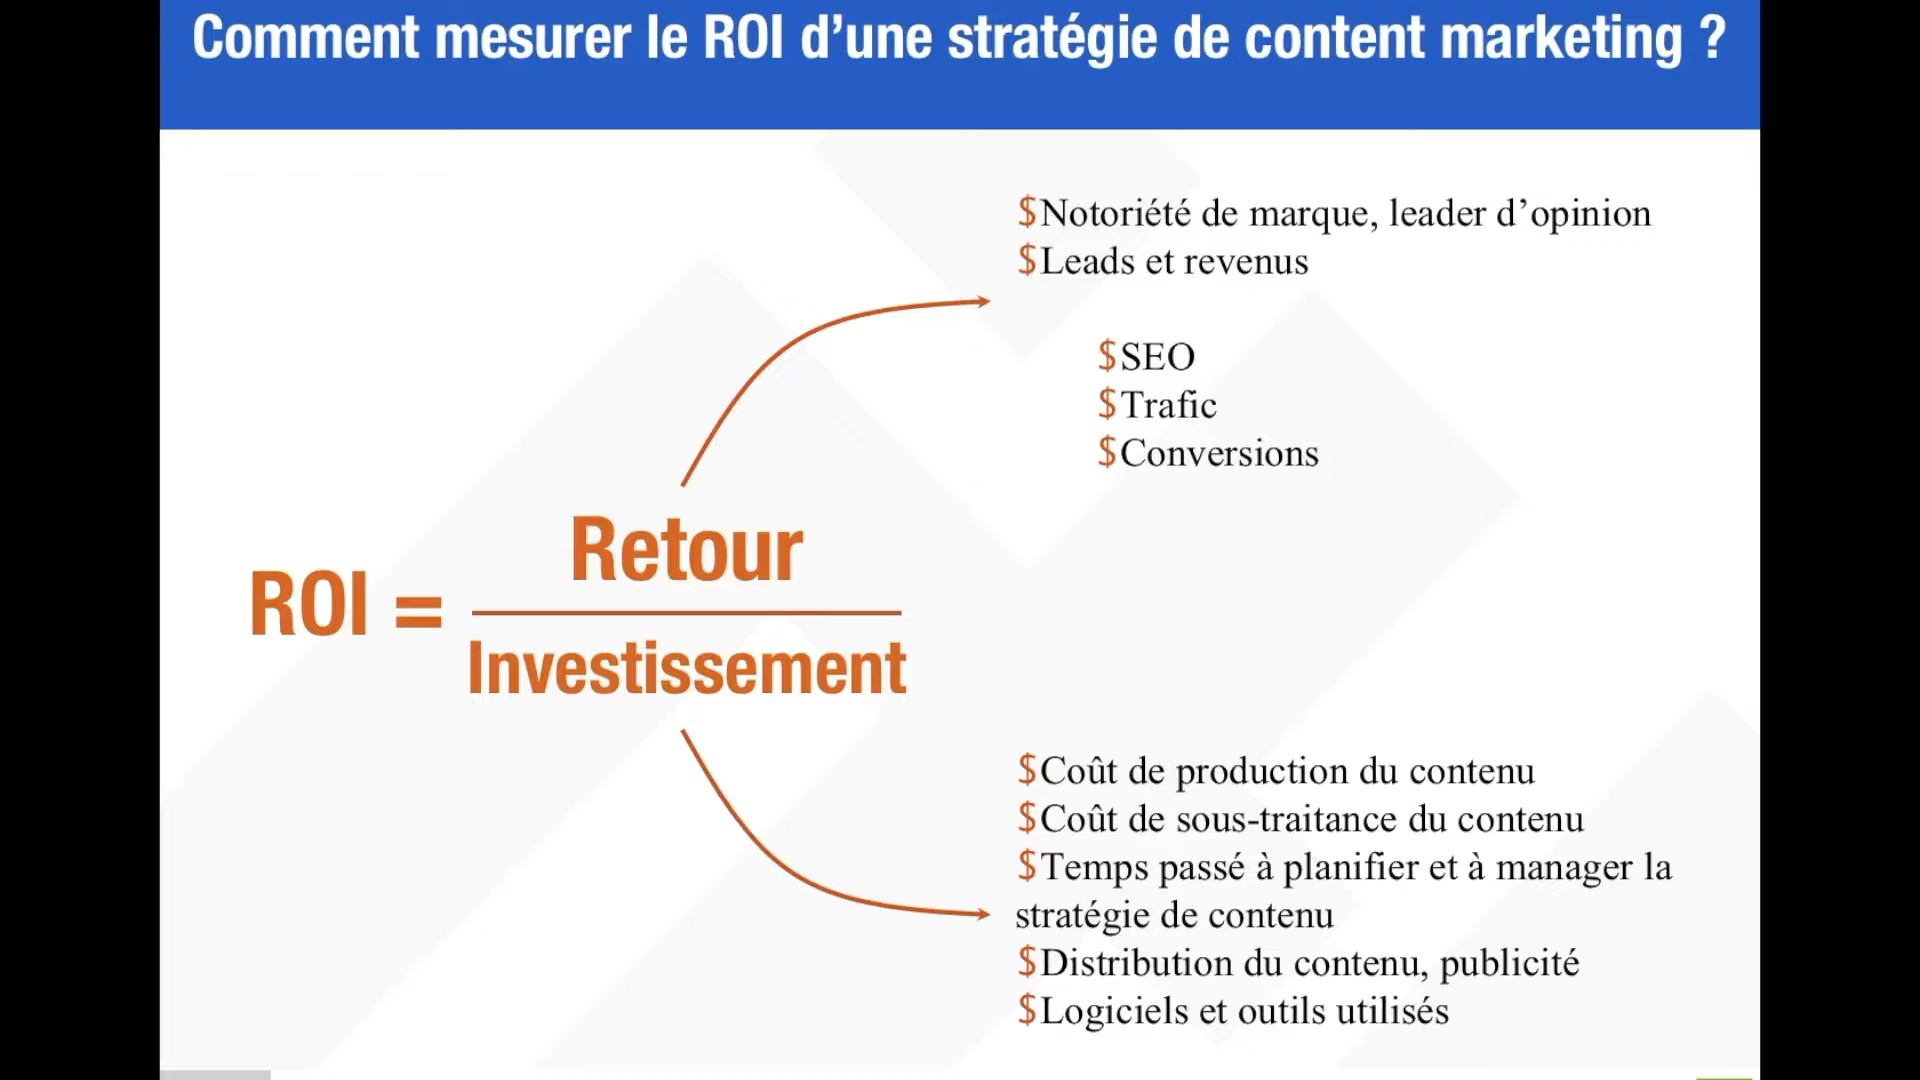 Comment mesurer le ROI d’une stratégie de content marketing ?
$Notoriété de marque, leader d’opinion
$Leads et revenus
$SEO
$Trafic
$Conversions
ROI =
Retour
Investissement
$Coût de production du contenu
$Coût de sous-traitance du contenu
$Temps passé à planifier et à manager la
stratégie de contenu
$Distribution du contenu, publicité
$Logiciels et outils utilisés